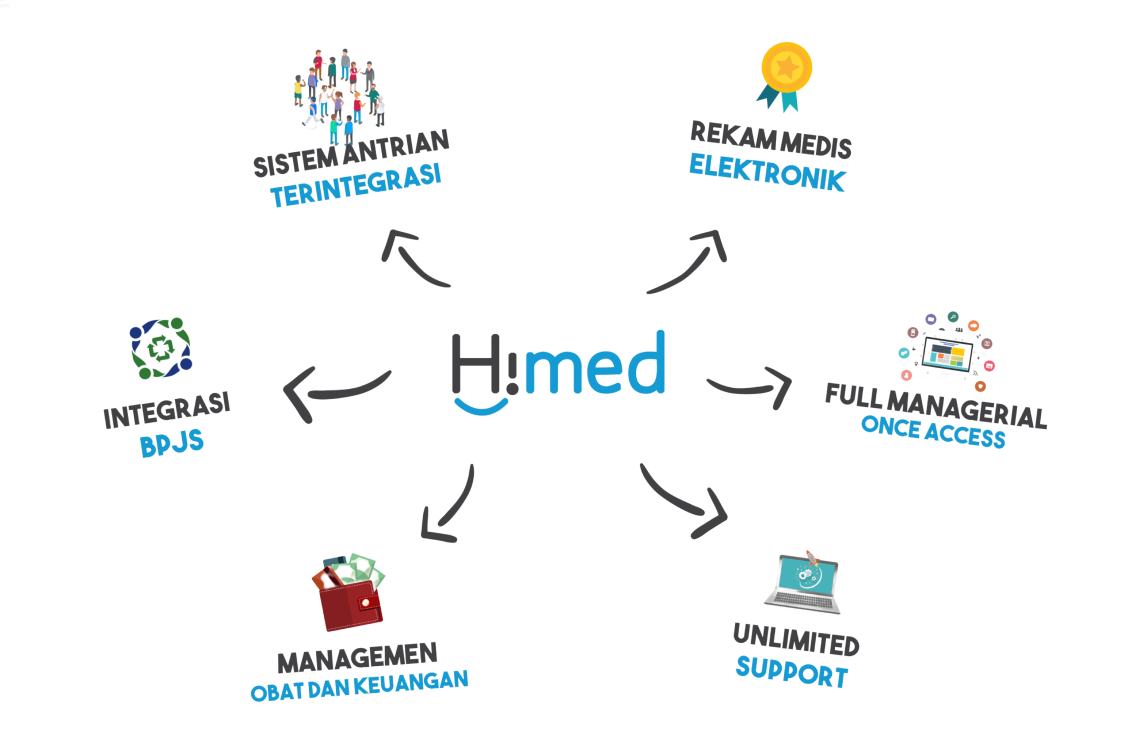 SISTEM ANTRIAN
TERINTEGRASI
REKAM MEDIS
ELEKTRONIK
H!med
INTEGRASI
BPJS
FULL MANAGERIAL
ONCE ACCESS
MANAGEMEN
OBAT DAN KEUANGAN
UNLIMITED
SUPPORT